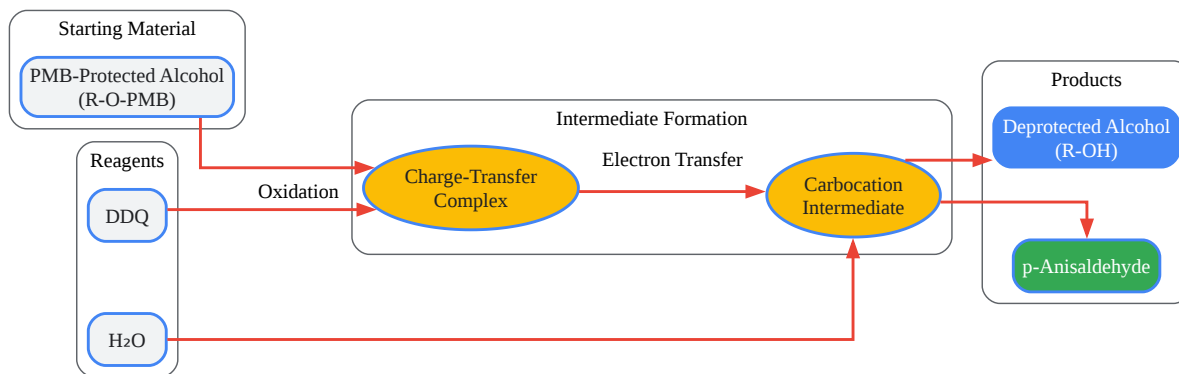 Starting Material
PMB-Protected Alcohol
(R-O-PMB)
Reagents
DDQ
H₂O
Oxidation
Intermediate Formation
Charge-Transfer
Complex
Electron Transfer
Carbocation
Intermediate
Products
Deprotected Alcohol
(R-OH)
p-Anisaldehyde